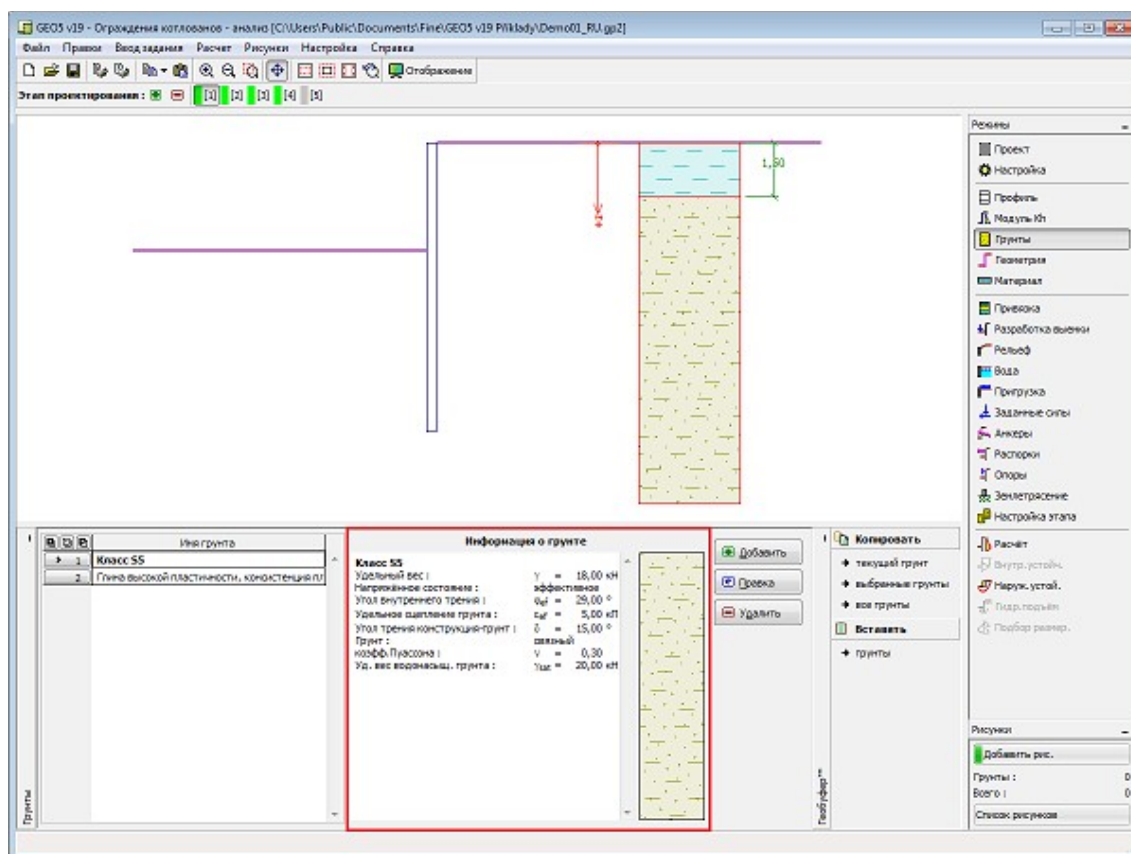 GEO5 v19 - Ограждения котлованов - анализ [C:\Users\Public\Documents\Fine\GEO5 v19 Příklady\Demo01_RU.gp2]
Файл Правки Ввод задания Расчет Рисунки Настройка Справка
Отображение
Этап проектирования : [1] [2] [3] [4] [5]
1,50
Режимы
Проект
Настройка
Профиль
Модуль Kh
Грунты
Геометрия
Материал
Привязка
Разработка выемки
Рельеф
Вода
Пригрузка
Заданные силы
Анкеры
Распорки
Опоры
Землетрясение
Настройка этапа
Расчёт
Внутр.устойч.
Наруж.устой.
Гидр.подъём
Подбор размер.
Имя грунта
1 Класс S5
2 Глина высокой пластичности, консистенция пл
Грунты
Информация о грунте
Класс S5
Удельный вес : γ = 18,00 кН
Напряжённое состояние : эффективное
Угол внутреннего трения : φef = 29,00 °
Удельное сцепление грунта : cef = 5,00 кП
Угол трения конструкция-грунт : δ = 15,00 °
Грунт : связный
коэфф.Пуассона : ν = 0,30
Уд. вес водонасыщ. грунта : γsat = 20,00 кН
Добавить
Правка
Удалить
Геобуфер™
Копировать
текущий грунт
выбранные грунты
все грунты
Вставить
грунты
Рисунки
Добавить рис.
Грунты : 0
Всего : 0
Список рисунков